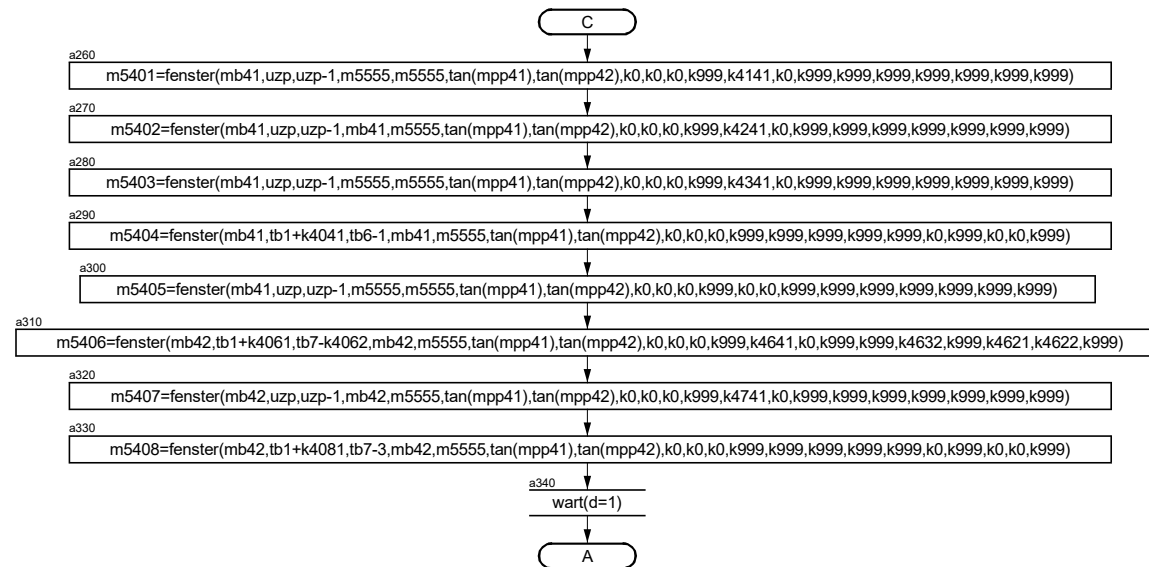 C
a260
m5401=fenster(mb41,uzp,uzp-1,m5555,m5555,tan(mpp41),tan(mpp42),k0,k0,k0,k999,k4141,k0,k999,k999,k999,k999,k999,k999,k999)
a270
m5402=fenster(mb41,uzp,uzp-1,mb41,m5555,tan(mpp41),tan(mpp42),k0,k0,k0,k999,k4241,k0,k999,k999,k999,k999,k999,k999,k999)
a280
m5403=fenster(mb41,uzp,uzp-1,m5555,m5555,tan(mpp41),tan(mpp42),k0,k0,k0,k999,k4341,k0,k999,k999,k999,k999,k999,k999,k999)
a290
m5404=fenster(mb41,tb1+k4041,tb6-1,mb41,m5555,tan(mpp41),tan(mpp42),k0,k0,k0,k999,k999,k999,k999,k999,k0,k999,k0,k0,k999)
a300
m5405=fenster(mb41,uzp,uzp-1,m5555,m5555,tan(mpp41),tan(mpp42),k0,k0,k0,k999,k0,k0,k999,k999,k999,k999,k999,k999,k999)
a310
m5406=fenster(mb42,tb1+k4061,tb7-k4062,mb42,m5555,tan(mpp41),tan(mpp42),k0,k0,k0,k999,k4641,k0,k999,k999,k4632,k999,k4621,k4622,k999)
a320
m5407=fenster(mb42,uzp,uzp-1,mb42,m5555,tan(mpp41),tan(mpp42),k0,k0,k0,k999,k4741,k0,k999,k999,k999,k999,k999,k999,k999)
a330
m5408=fenster(mb42,tb1+k4081,tb7-3,mb42,m5555,tan(mpp41),tan(mpp42),k0,k0,k0,k999,k999,k999,k999,k999,k0,k999,k0,k0,k999)
a340
wart(d=1)
A